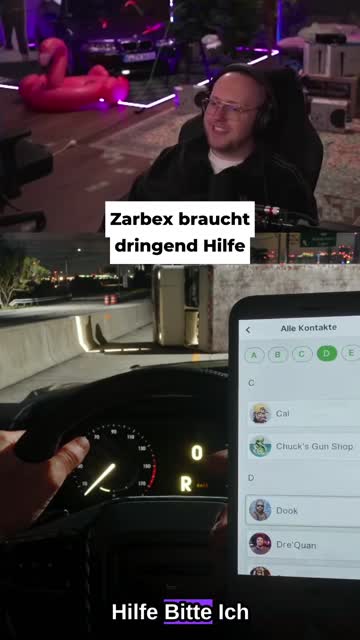 Zarbex braucht
dringend Hilfe
Alle Kontakte
A B C D E
C
Cal
Chuck's Gun Shop
D
Dook
Dre'Quan
0
R
Hilfe Bitte Ich